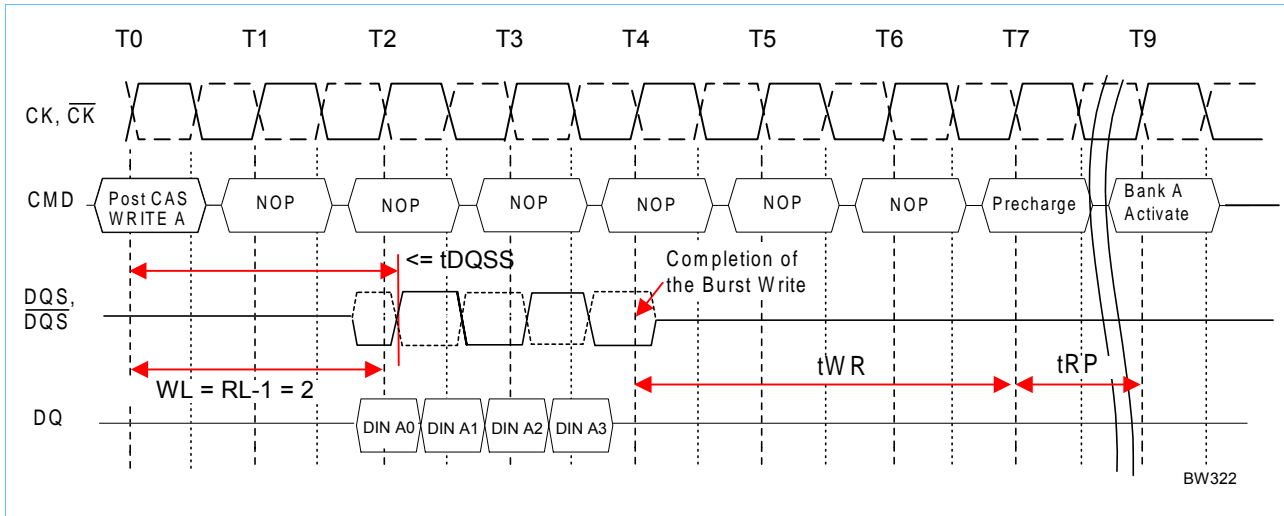 T0 T1 T2 T3 T4 T5 T6 T7 T9
CK, CK
CMD
Post CAS
WRITE A
NOP
NOP
NOP
NOP
NOP
NOP
Precharge
Bank A
Activate
<= tDQSS
Completion of
the Burst Write
DQS,
DQS
WL = RL-1 = 2
tWR
tRP
DQ
DIN A0
DIN A1
DIN A2
DIN A3
BW322